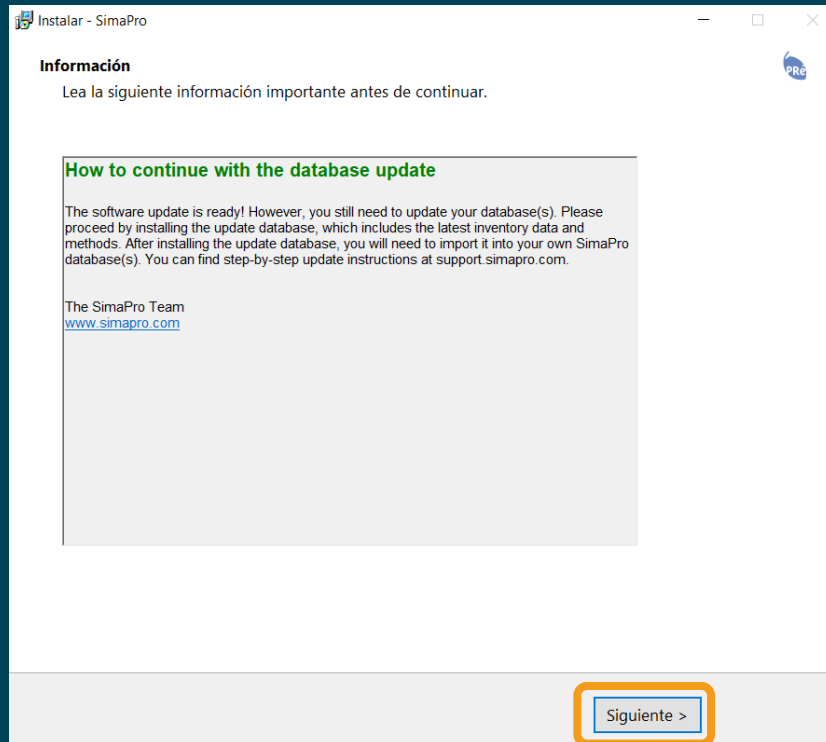 Instalar - SimaPro
Información
PRé
Lea la siguiente información importante antes de continuar.
How to continue with the database update
The software update is ready! However, you still need to update your database(s). Please
proceed by installing the update database, which includes the latest inventory data and
methods. After installing the update database, you will need to import it into your own SimaPro
database(s). You can find step-by-step update instructions at support.simapro.com.
The SimaPro Team
www.simapro.com
Siguiente >